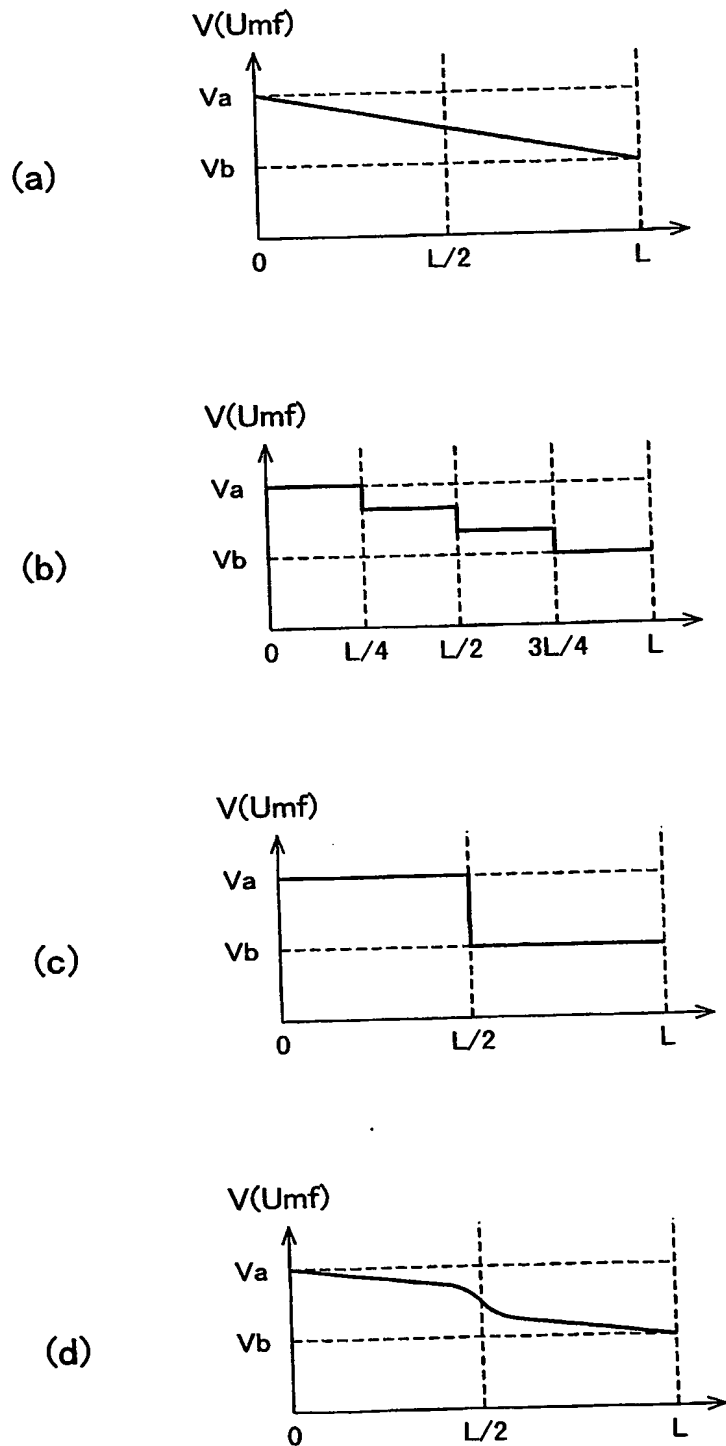 V(Umf)
Va
Vb
(a)
0 L/2 L
V(Umf)
Va
Vb
(b)
0 L/4 L/2 3L/4 L
V(Umf)
Va
Vb
(c)
0 L/2 L
V(Umf)
Va
Vb
(d)
0 L/2 L